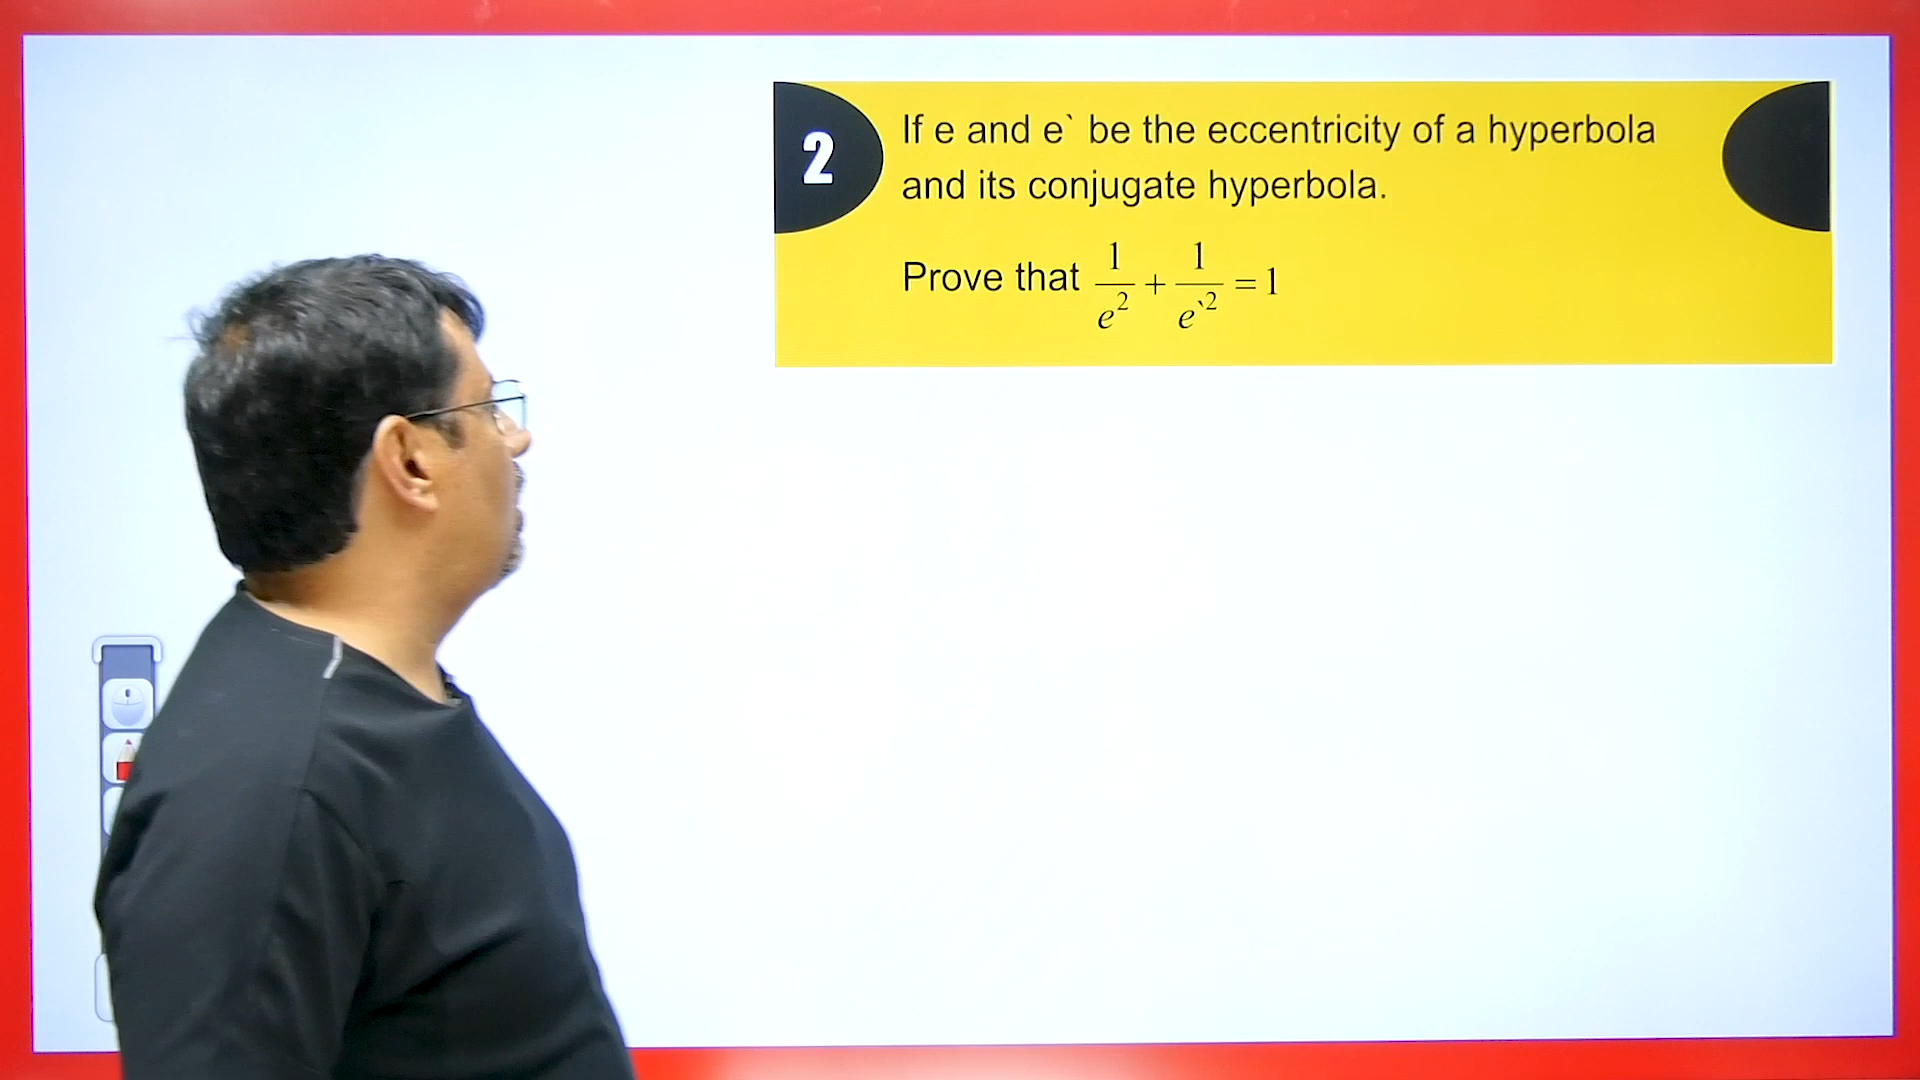 2
If e and e` be the eccentricity of a hyperbola
and its conjugate hyperbola.
Prove that 1/e² + 1/e`² = 1